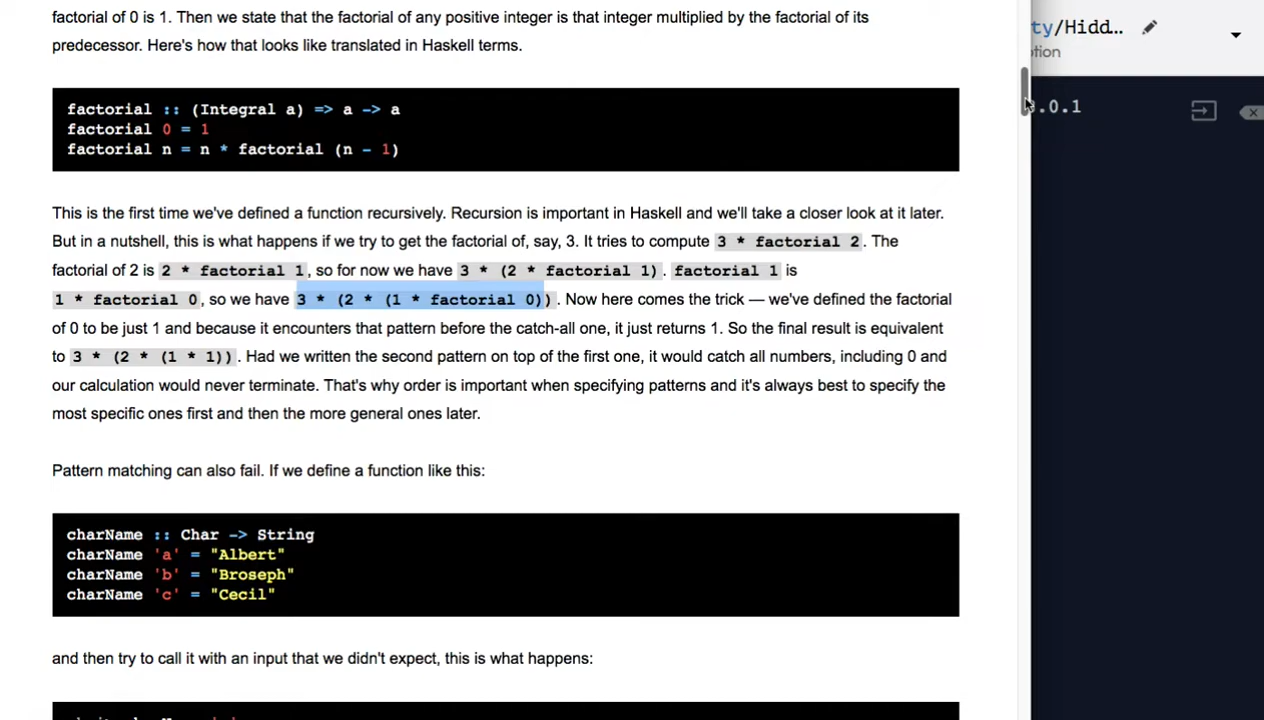 factorial of 0 is 1. Then we state that the factorial of any positive integer is that integer multiplied by the factorial of its
predecessor. Here's how that looks like translated in Haskell terms.
factorial :: (Integral a) => a -> a
factorial 0 = 1
factorial n = n * factorial (n - 1)
This is the first time we've defined a function recursively. Recursion is important in Haskell and we'll take a closer look at it later.
But in a nutshell, this is what happens if we try to get the factorial of, say, 3. It tries to compute 3 * factorial 2. The
factorial of 2 is 2 * factorial 1, so for now we have 3 * (2 * factorial 1). factorial 1 is
1 * factorial 0, so we have 3 * (2 * (1 * factorial 0)). Now here comes the trick — we've defined the factorial
of 0 to be just 1 and because it encounters that pattern before the catch-all one, it just returns 1. So the final result is equivalent
to 3 * (2 * (1 * 1)). Had we written the second pattern on top of the first one, it would catch all numbers, including 0 and
our calculation would never terminate. That's why order is important when specifying patterns and it's always best to specify the
most specific ones first and then the more general ones later.
Pattern matching can also fail. If we define a function like this:
charName :: Char -> String
charName 'a' = "Albert"
charName 'b' = "Broseph"
charName 'c' = "Cecil"
and then try to call it with an input that we didn't expect, this is what happens:
ty/Hidd...
tion
.0.1